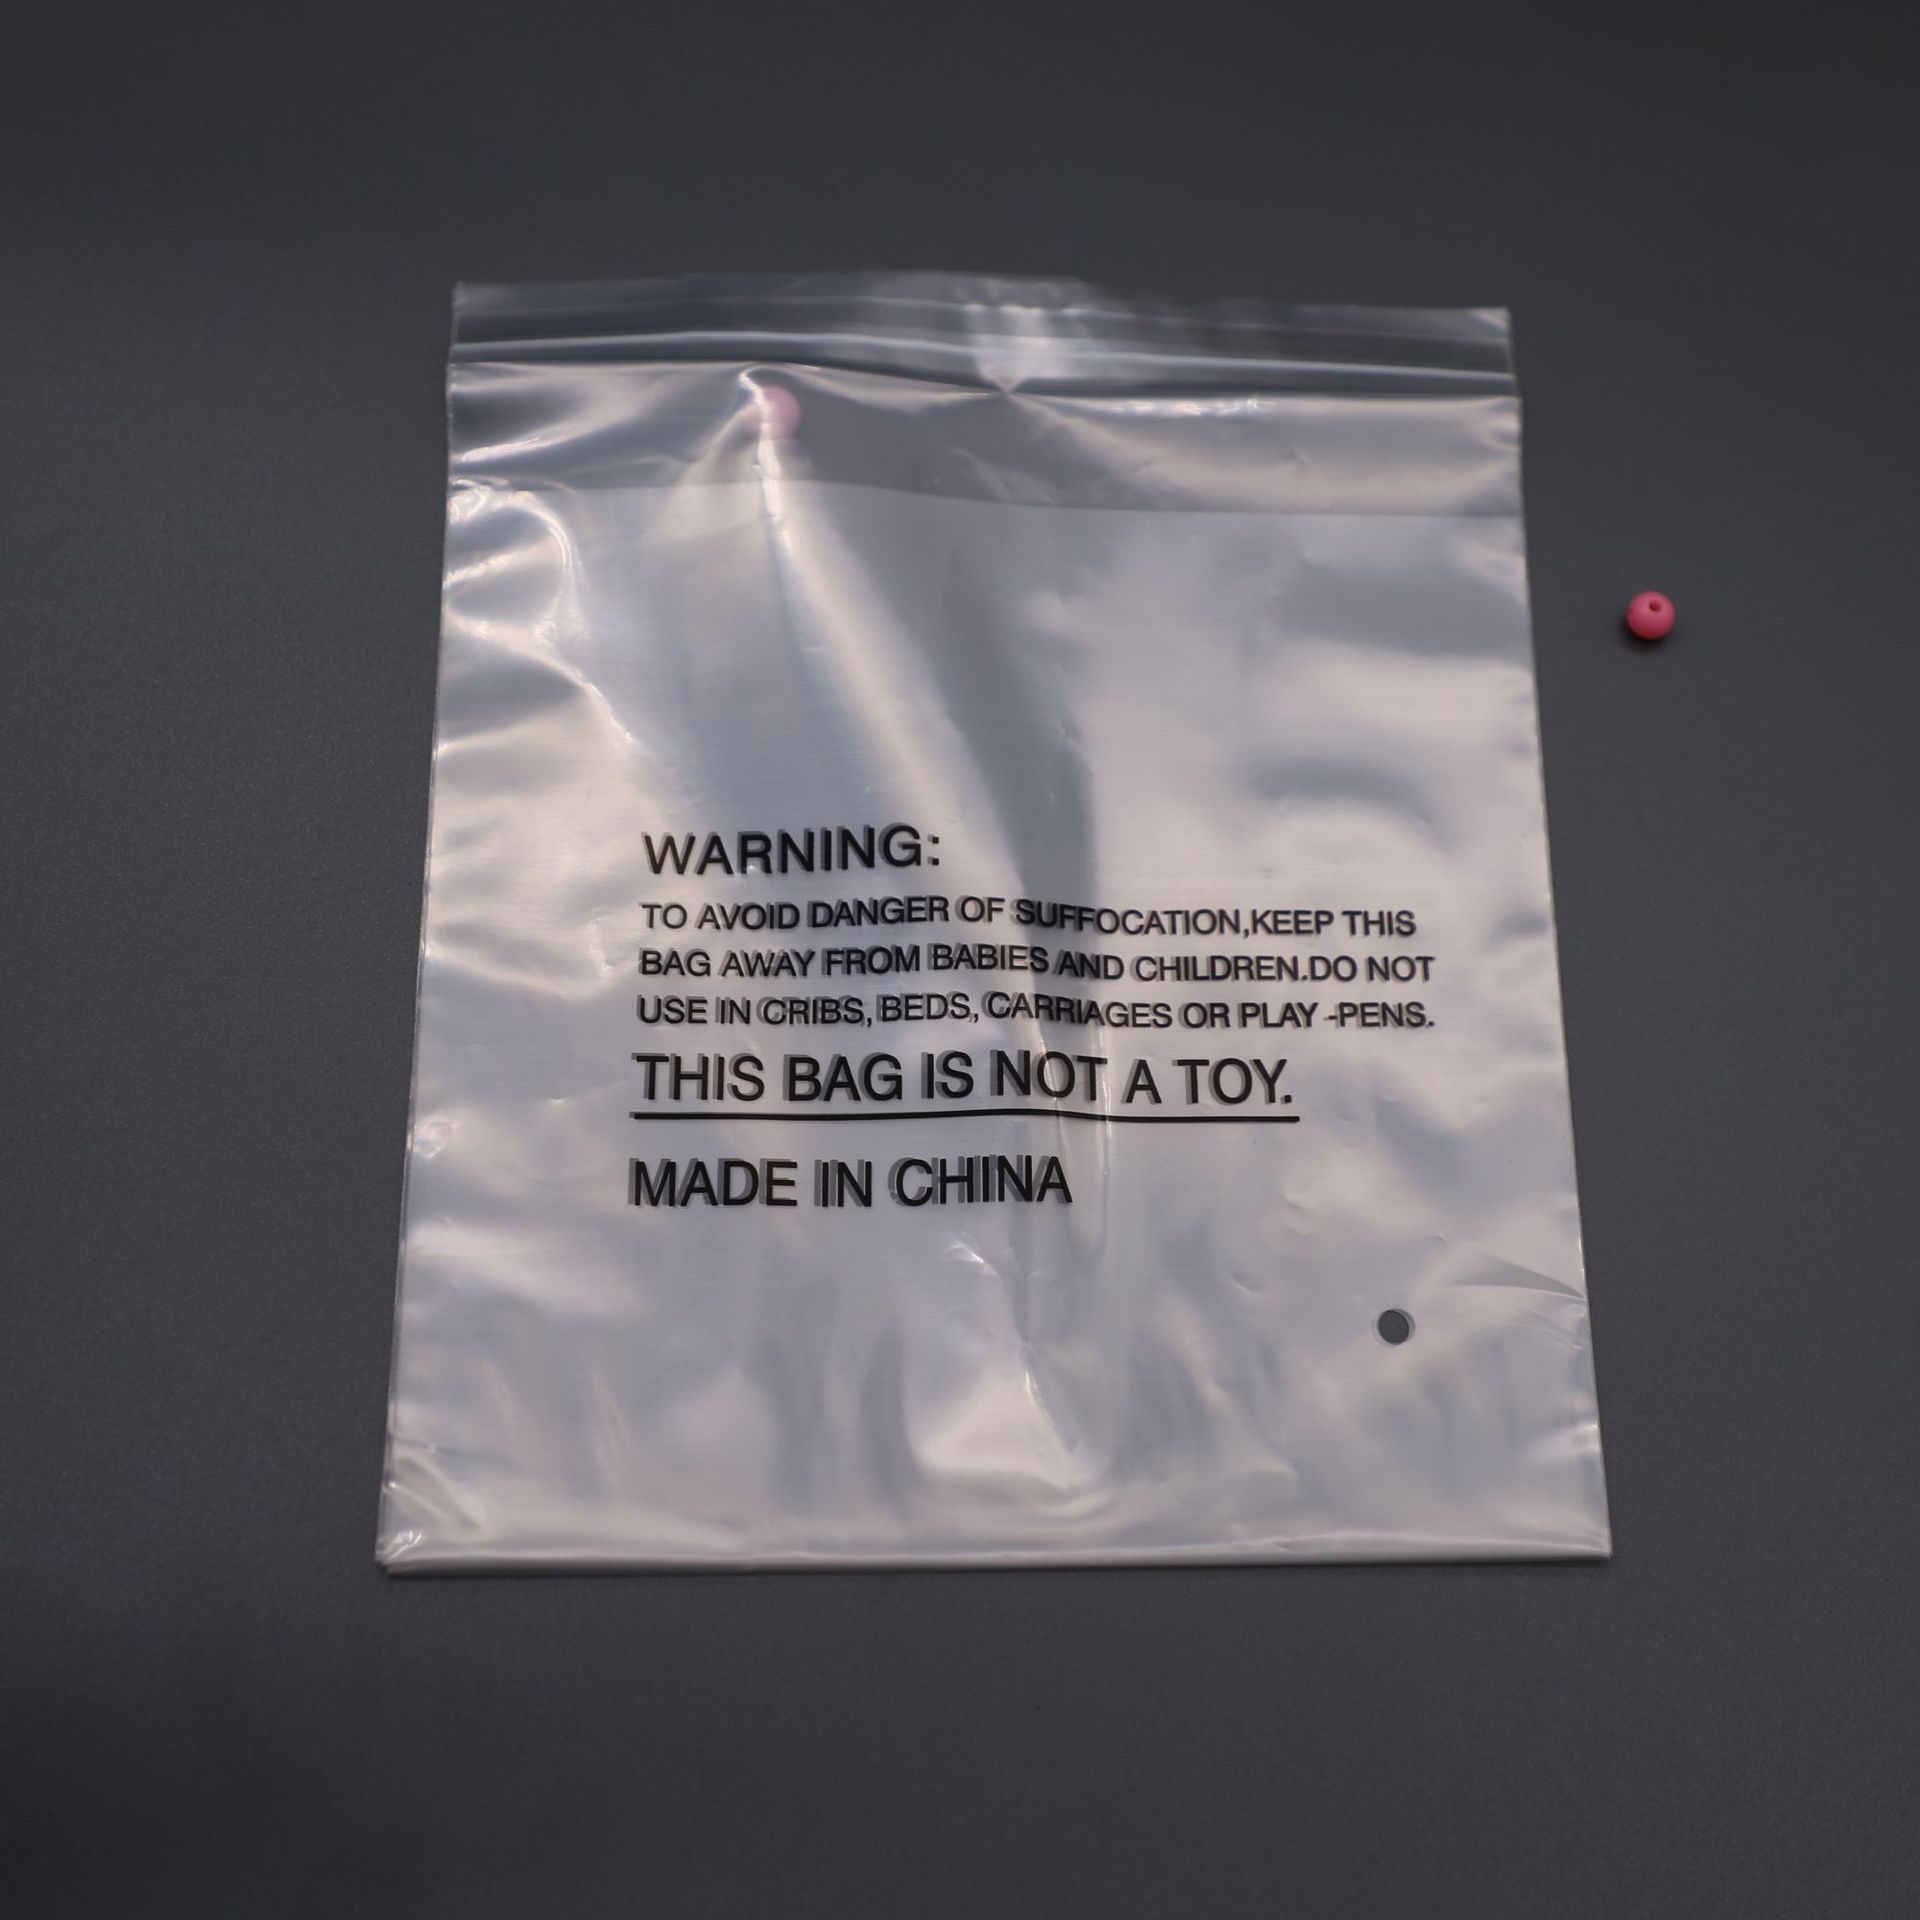 WARNING:
TO AVOID DANGER OF SUFFOCATION,KEEP THIS
BAG AWAY FROM BABIES AND CHILDREN.DO NOT
USE IN CRIBS, BEDS, CARRIAGES OR PLAY -PENS.
THIS BAG IS NOT A TOY.
MADE IN CHINA